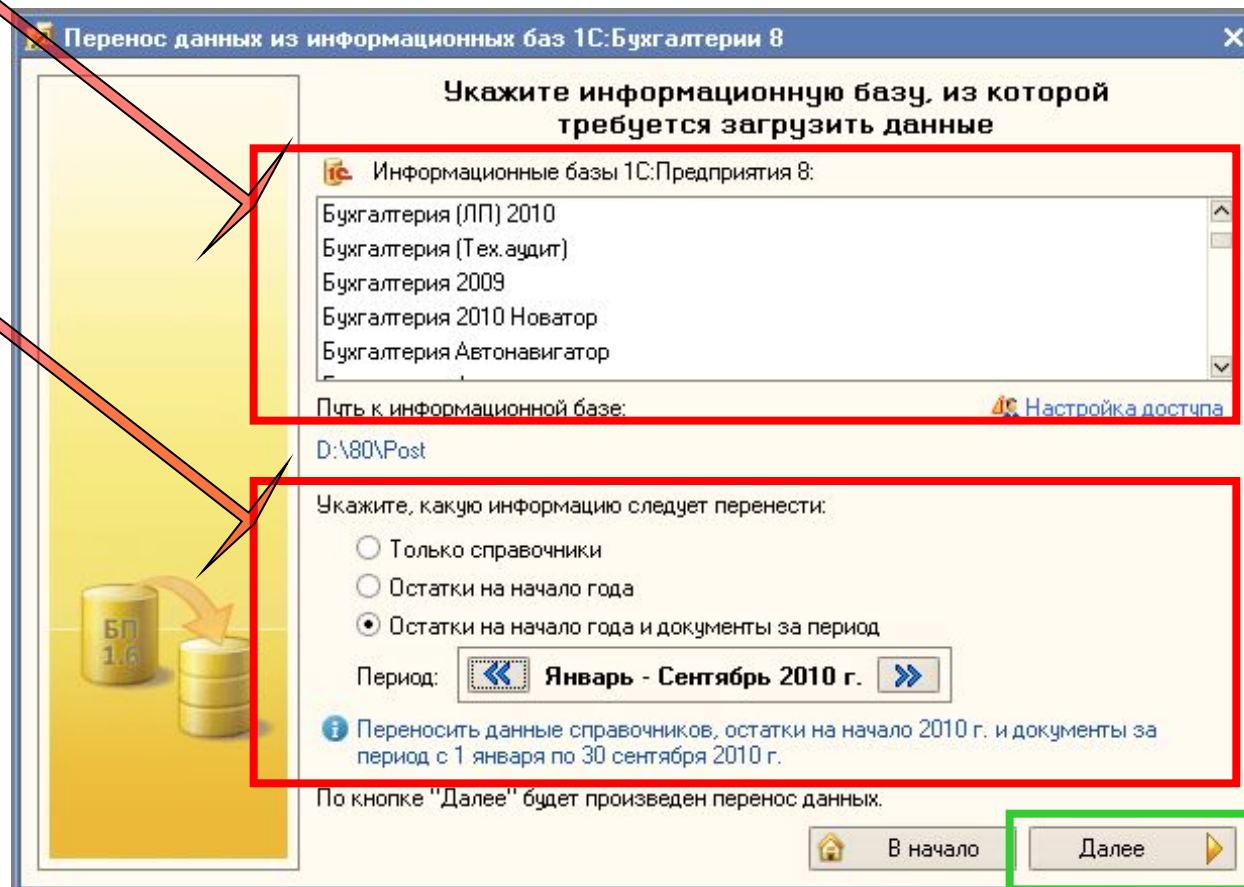 Перенос данных из информационных баз 1С:Бухгалтерии 8
Укажите информационную базу, из которой
требуется загрузить данные
Информационные базы 1С:Предприятия 8:
Бухгалтерия (ЛП) 2010
Бухгалтерия (Тех.аудит)
Бухгалтерия 2009
Бухгалтерия 2010 Новатор
Бухгалтерия Автонавигатор
Путь к информационной базе:
Настройка доступа
D:\80\Post
Укажите, какую информацию следует перенести:
Только справочники
Остатки на начало года
Остатки на начало года и документы за период
БП
1.6
Период: Январь - Сентябрь 2010 г.
Переносить данные справочников, остатки на начало 2010 г. и документы за
период с 1 января по 30 сентября 2010 г.
По кнопке "Далее" будет произведен перенос данных.
В начало
Далее